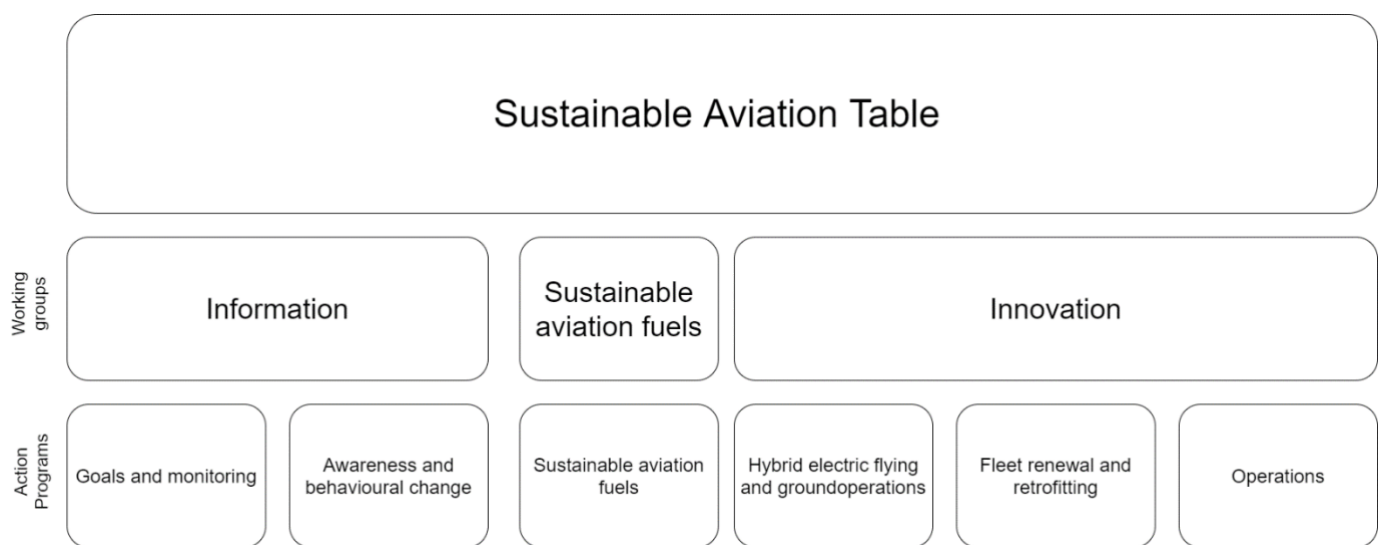 Sustainable Aviation Table
Working
groups
Information
Sustainable
aviation fuels
Innovation
Action
Programs
Goals and monitoring
Awareness and
behavioural change
Sustainable aviation
fuels
Hybrid electric flying
and groundoperations
Fleet renewal and
retrofitting
Operations